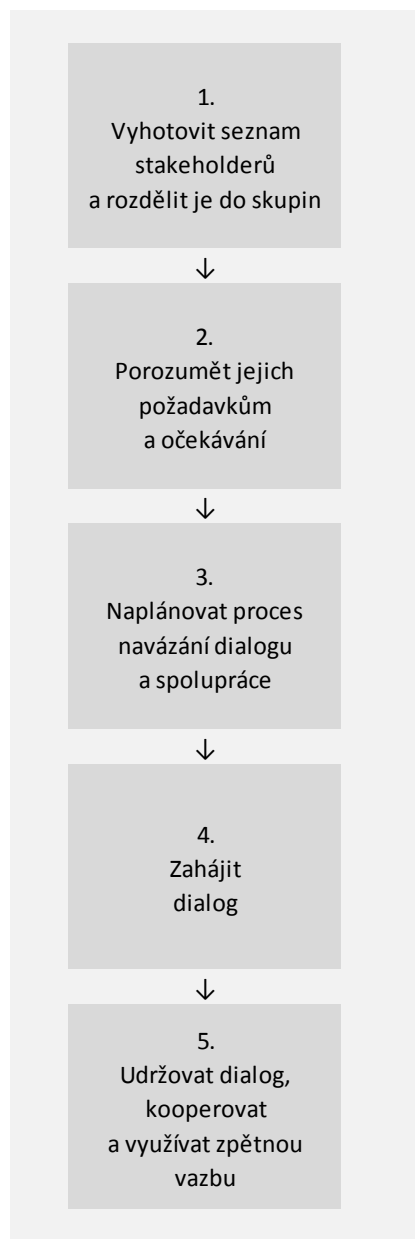 1.
Vyhotovit seznam
stakeholderů
a rozdělit je do skupin
↓
2.
Porozumět jejich
požadavkům
a očekávání
↓
3.
Naplánovat proces
navázání dialogu
a spolupráce
↓
4.
Zahájit
dialog
↓
5.
Udržovat dialog,
kooperovat
a využívat zpětnou
vazbu